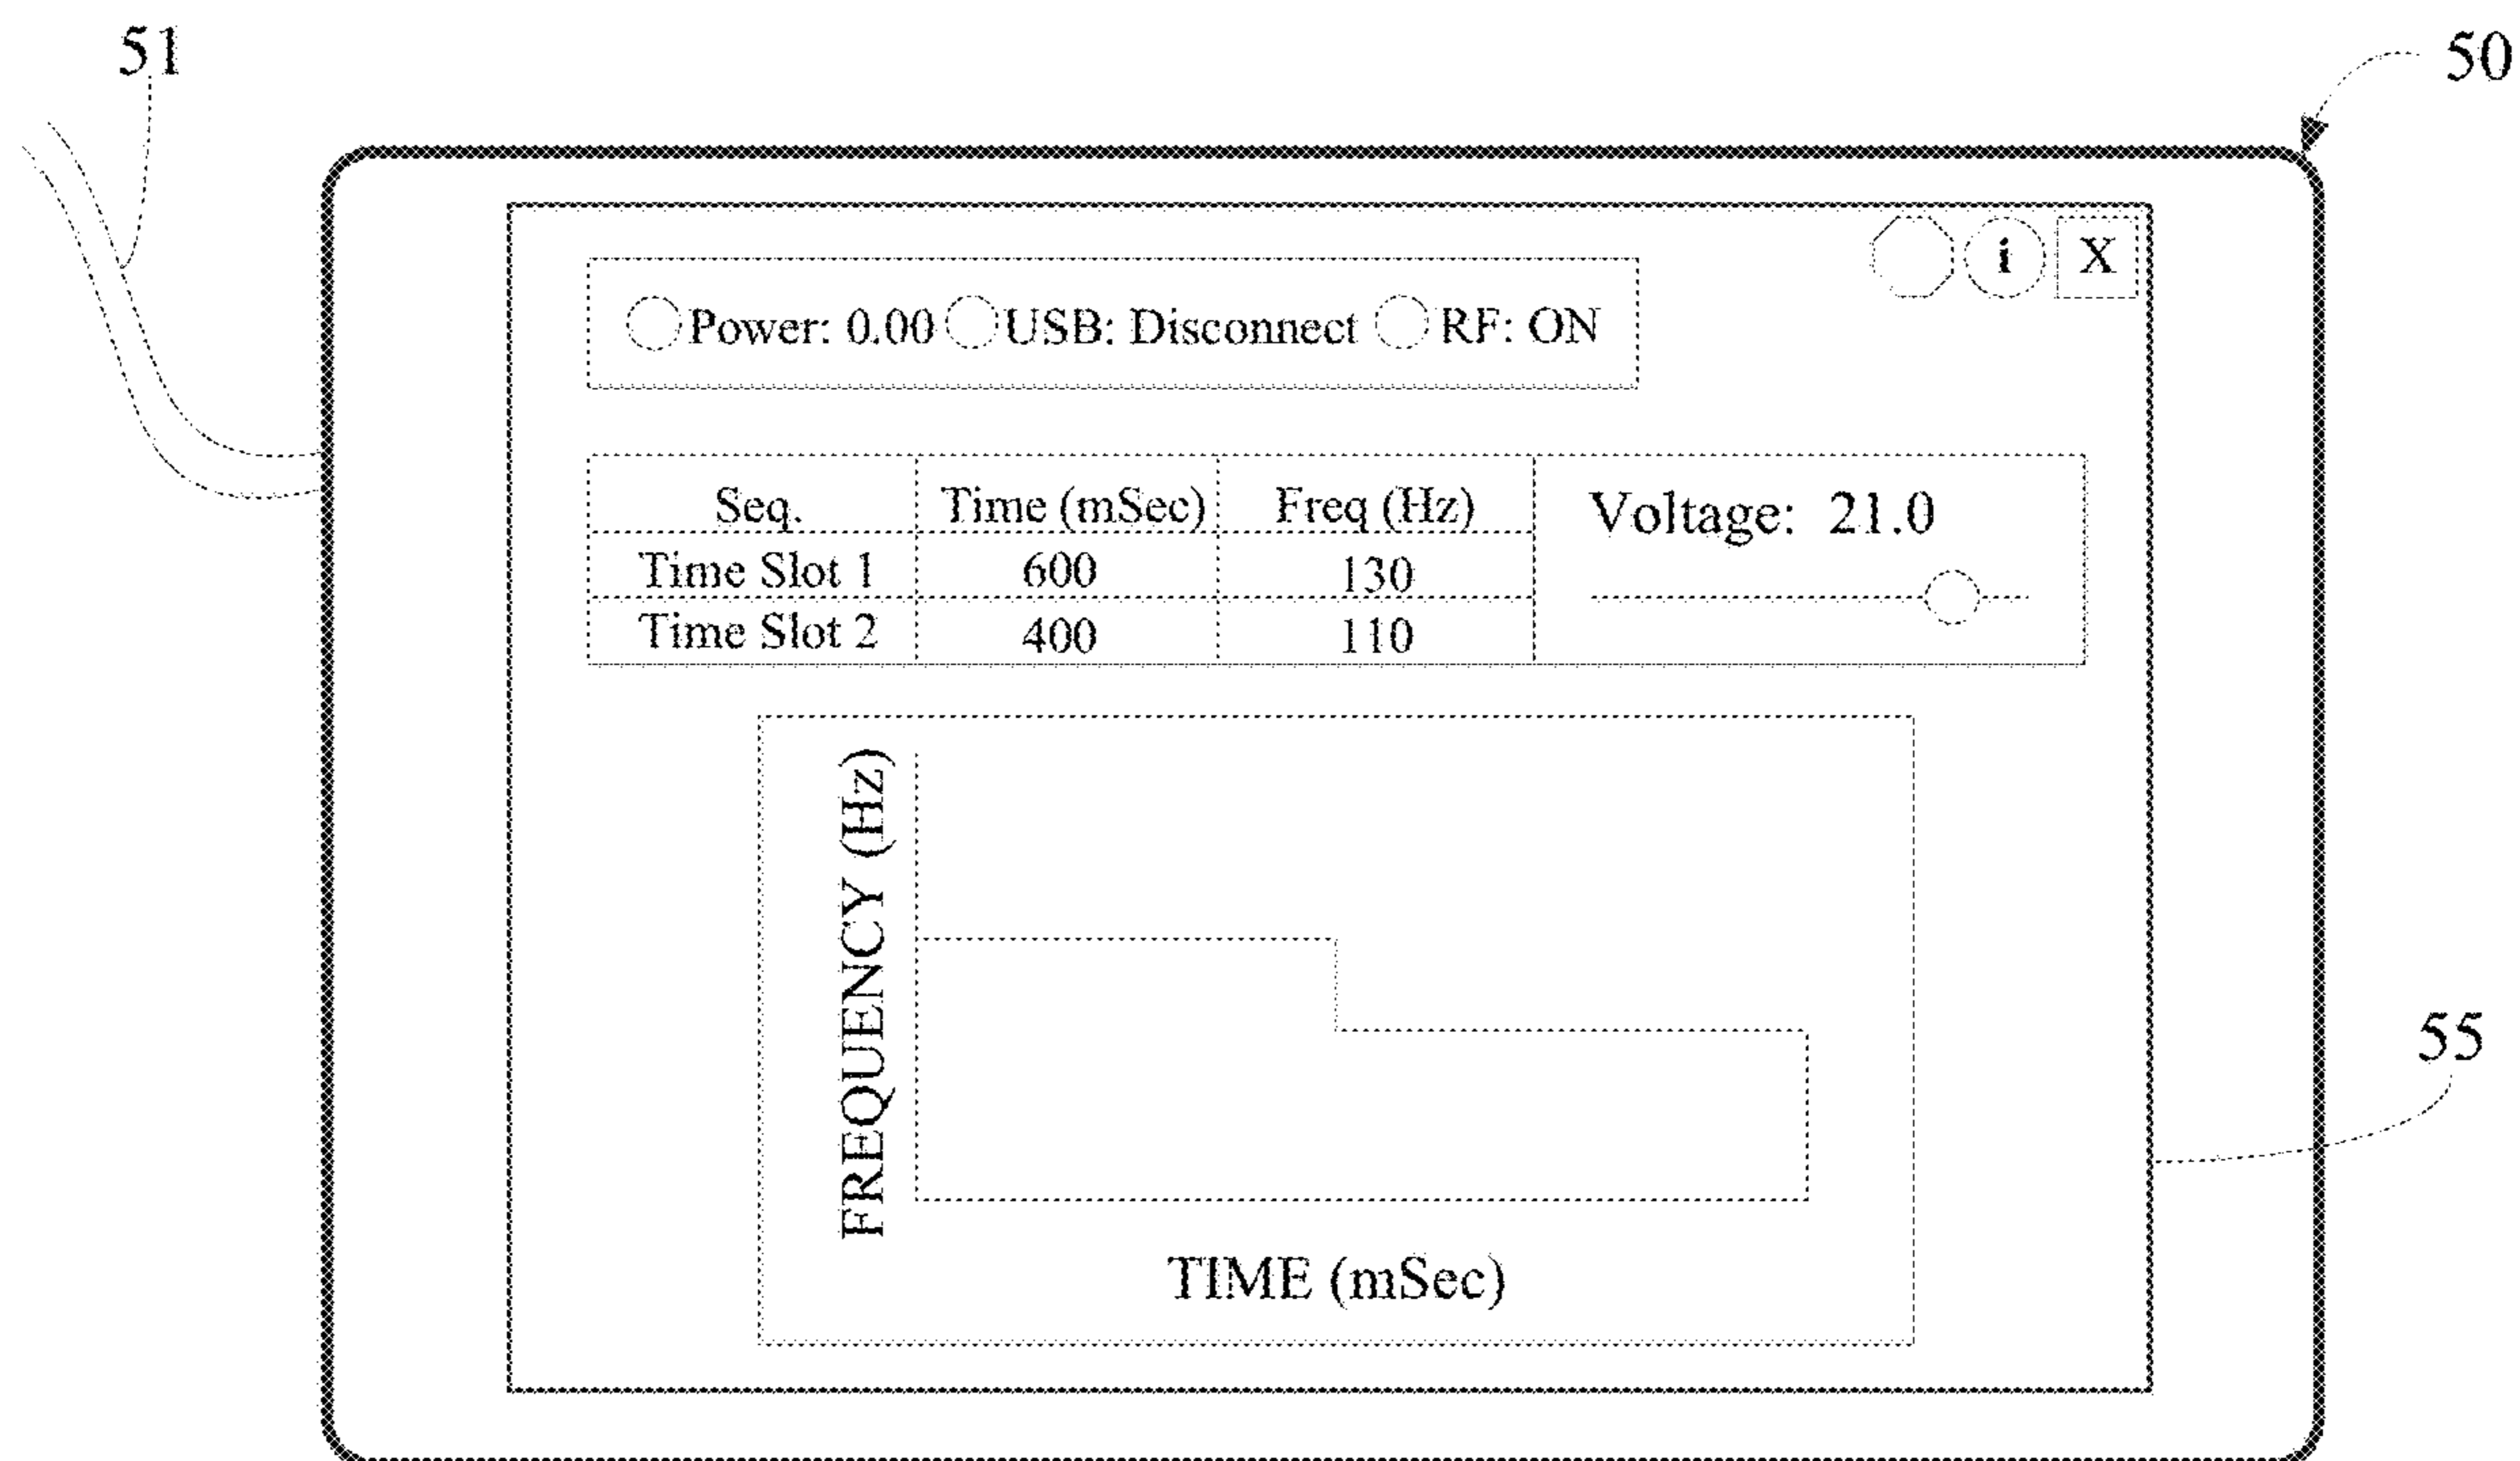 51
50
i X
Power: 0.00 USB: Disconnect RF: ON
Seq. Time (mSec) Freq (Hz) Voltage: 21.0
Time Slot 1 600 130
Time Slot 2 400 110
FREQUENCY (Hz)
55
TIME (mSec)